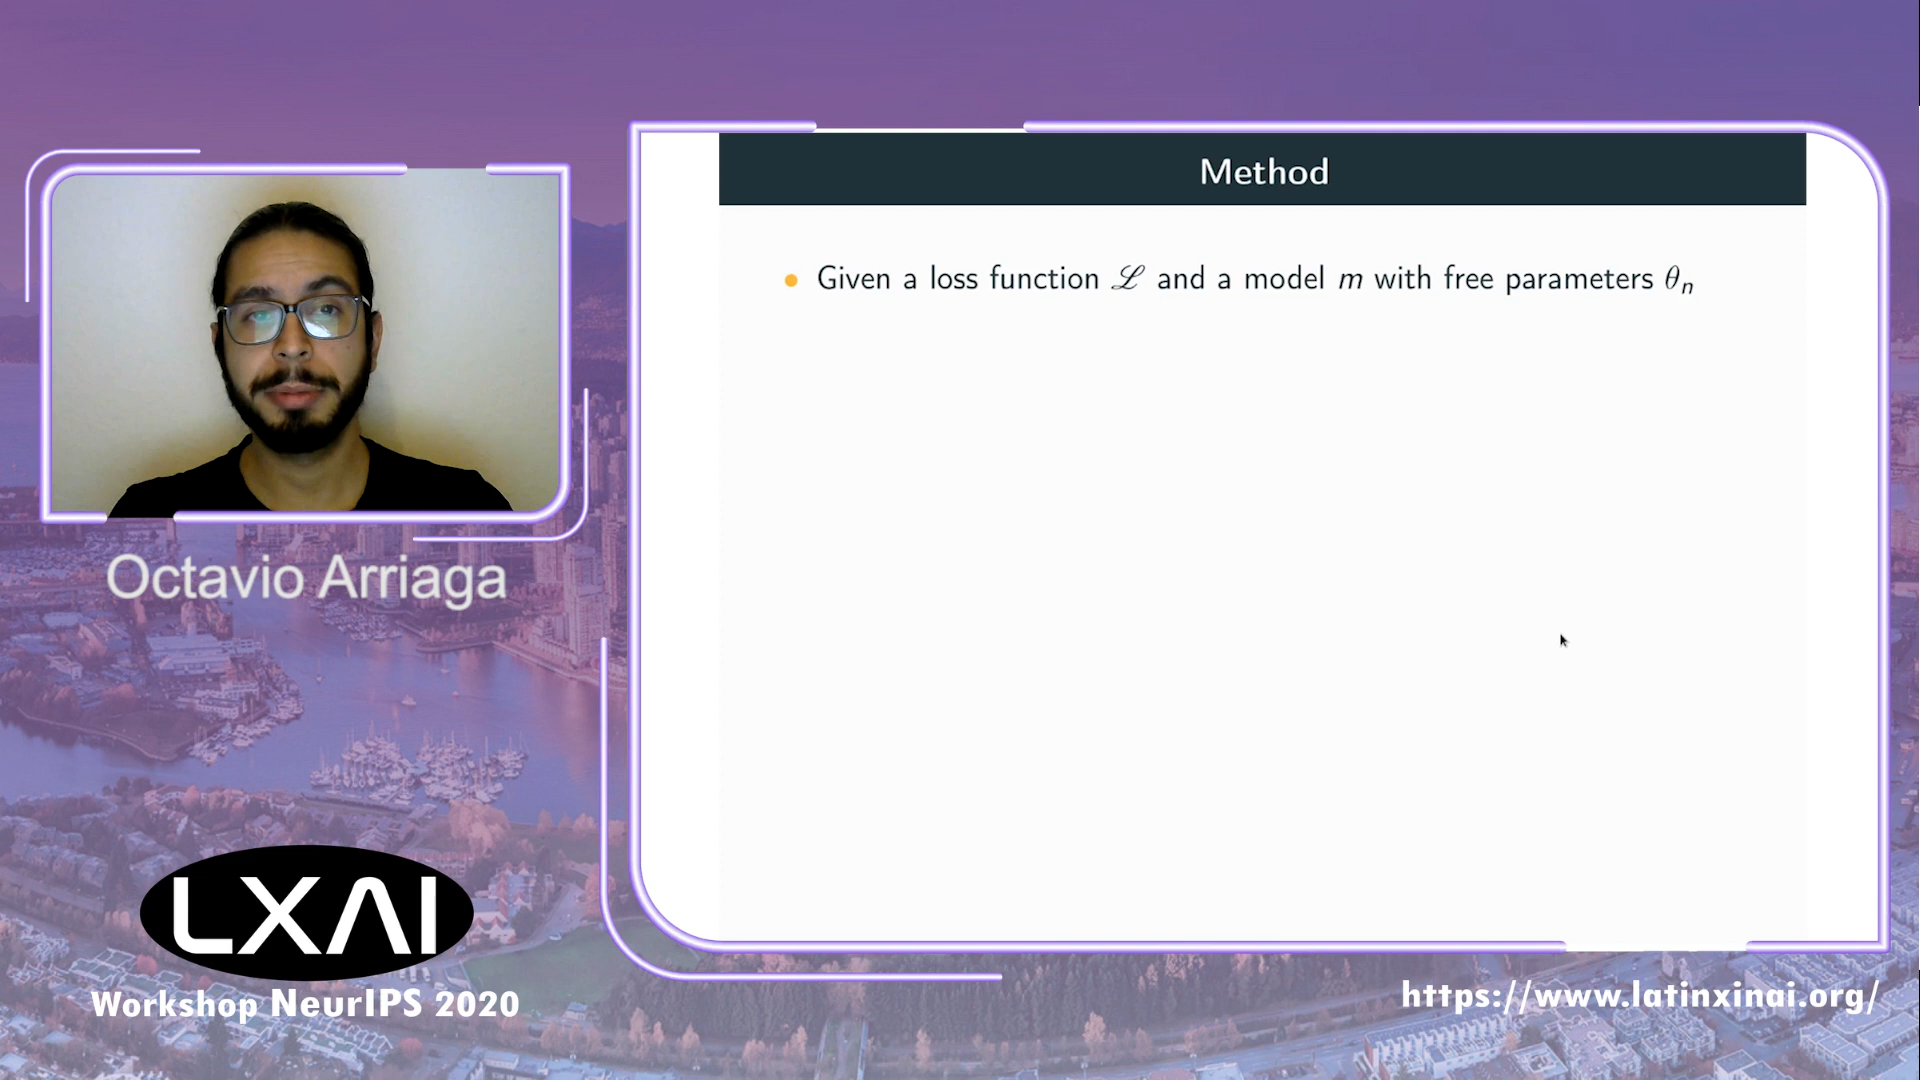 Method
Given a loss function ℒ and a model m with free parameters θₙ
Octavio Arriaga
LXAI
Workshop NeurIPS 2020
https://www.latinxinai.org/